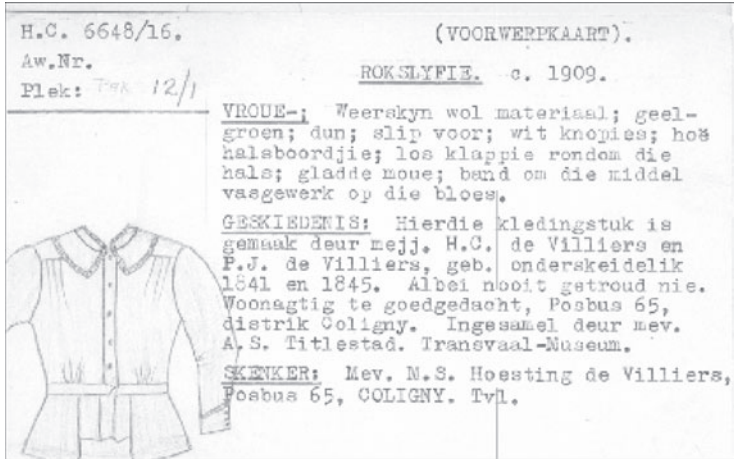 H.C. 6648/16.
(VOORWERPKAART).
Aw.Nr.
Plek: 12/1
ROKSLYFIE. c. 1909.
VROUE-; Weerskyn wol materiaal; geel-
groen; dun; slip voor; wit knopies; hoë
halsboordjie; los klappie rondom die
hals; gladde moue; band om die middel
vasgewerk op die bloes.
GESKIEDENIS: Hierdie kledingstuk is
gemaak deur mejj. H.C. de Villiers en
P.J. de Villiers, geb. onderskeidelik
1841 en 1845. Albei nooit getroud nie.
Woonagtig te goedgedacht, Posbus 65,
distrik Coligny. Ingesamel deur mev.
A.S. Titlestad. Transvaal-Museum.
SKENKER: Mev. N.S. Hoesting de Villiers,
Posbus 65, COLIGNY. Tvl.